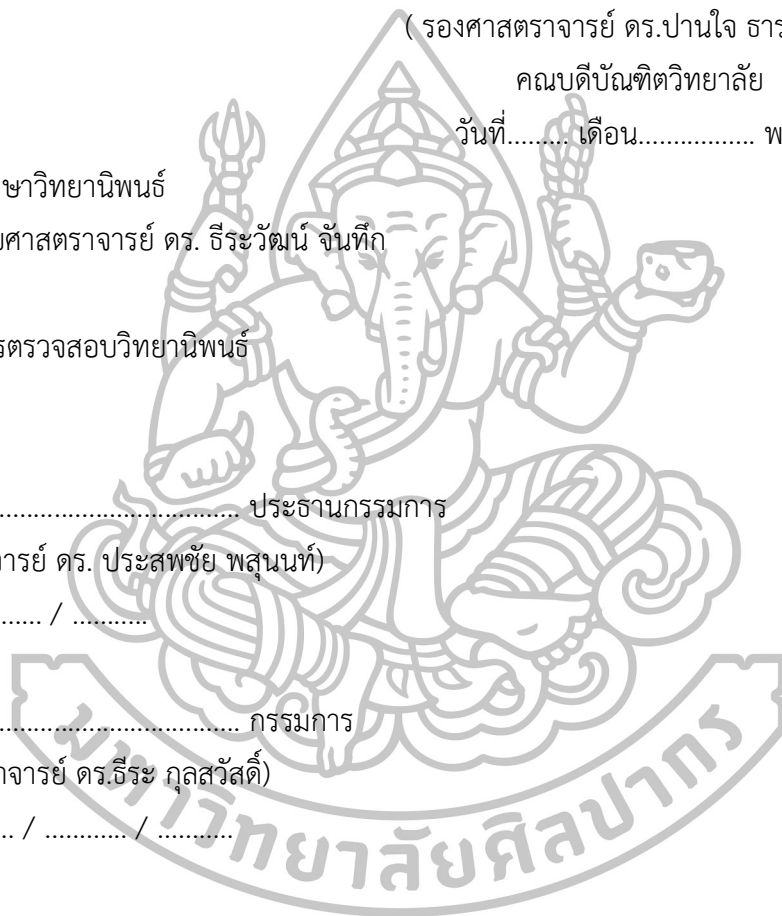 ( รองศาสตราจารย์ ดร.ปานใจ ธาร
คณบดีบัณฑิตวิทยาลัย
วันที่......... เดือน................. พ
ษาวิทยานิพนธ์
ยศาสตราจารย์ ดร. ธีระวัฒน์ จันทึก
รตรวจสอบวิทยานิพนธ์
.................................... ประธานกรรมการ
จารย์ ดร. ประสพชัย พสุนนท์)
....... / ...........
.................................... กรรมการ
าจารย์ ดร.ธีระ กุลสวัสดิ์)
.... / ............ / ...........
มหาวิทยาลัยศิลปากร